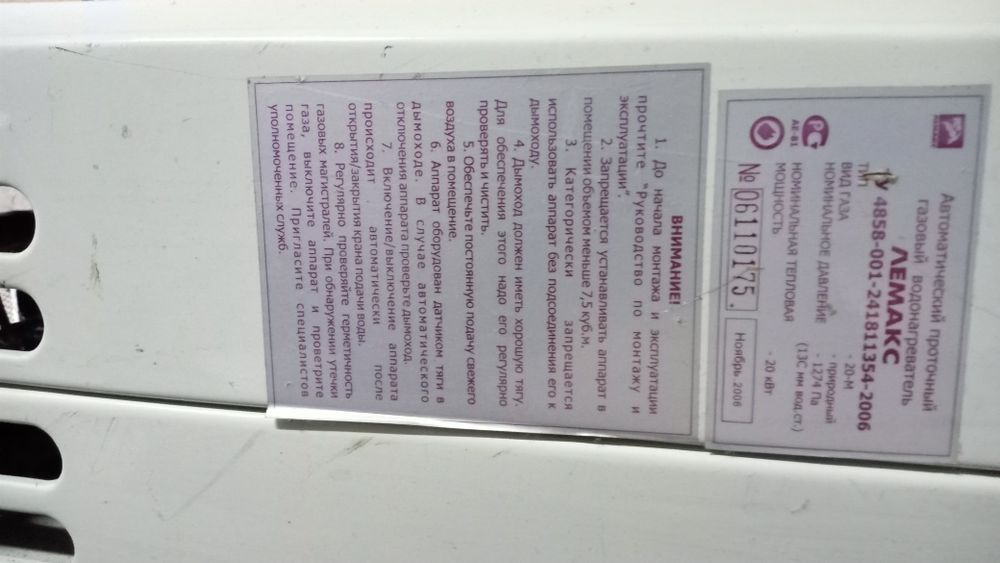 Автоматический проточный
газовый водонагреватель
ЛЕМАКС
ТУ 4858-001-24181354-2006
ТИП - 20-М
ВИД ГАЗА - природный
НОМИНАЛЬНОЕ ДАВЛЕНИЕ - 1274 Па
НОМИНАЛЬНАЯ ТЕПЛОВАЯ
МОЩНОСТЬ - 20 кВт
РС
АЕ-81
№ 06110175.
Ноябрь 2006
ВНИМАНИЕ!
1. До начала монтажа и эксплуатации
прочтите "Руководство по монтажу и
эксплуатации".
2. Запрещается устанавливать аппарат в
помещении объемом меньше 7,5 куб.м.
3. Категорически запрещается
использовать аппарат без подсоединения его к
дымоходу.
4. Дымоход должен иметь хорошую тягу.
Для обеспечения этого надо его регулярно
проверять и чистить.
5. Обеспечьте постоянную подачу свежего
воздуха в помещение.
6. Аппарат оборудован датчиком тяги в
дымоходе. В случае автоматического
отключения аппарата проверьте дымоход.
7. Включение/выключение аппарата
происходит автоматически после
открытия/закрытия крана подачи воды.
8. Регулярно проверяйте герметичность
газовых магистралей. При обнаружении утечки
газа, выключите аппарат и проветрите
помещение. Пригласите специалистов
уполномоченных служб.